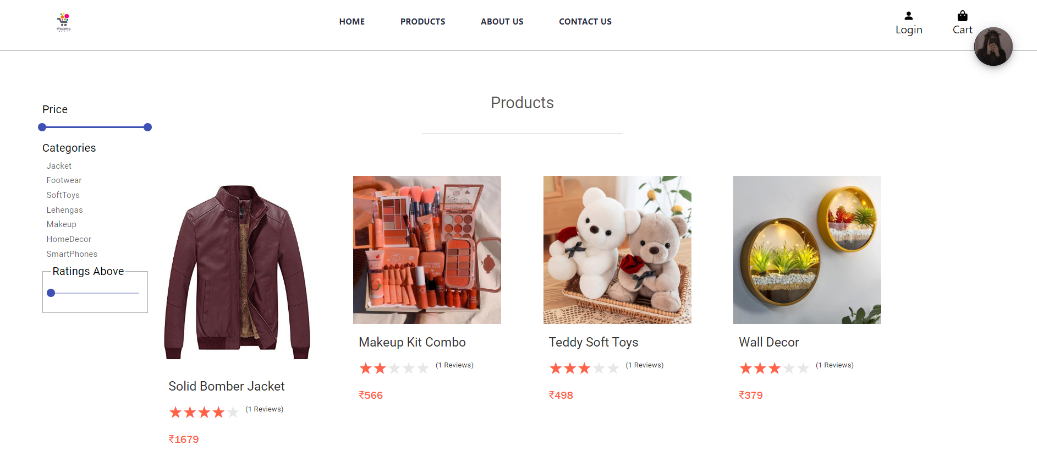 HOME
PRODUCTS
ABOUT US
CONTACT US
Login
Cart
Products
Price
Categories
Jacket
Footwear
SoftToys
Lehengas
Makeup
HomeDecor
SmartPhones
Ratings Above
Solid Bomber Jacket
(1 Reviews)
₹1679
Makeup Kit Combo
(1 Reviews)
₹566
Teddy Soft Toys
(1 Reviews)
₹498
Wall Decor
(1 Reviews)
₹379